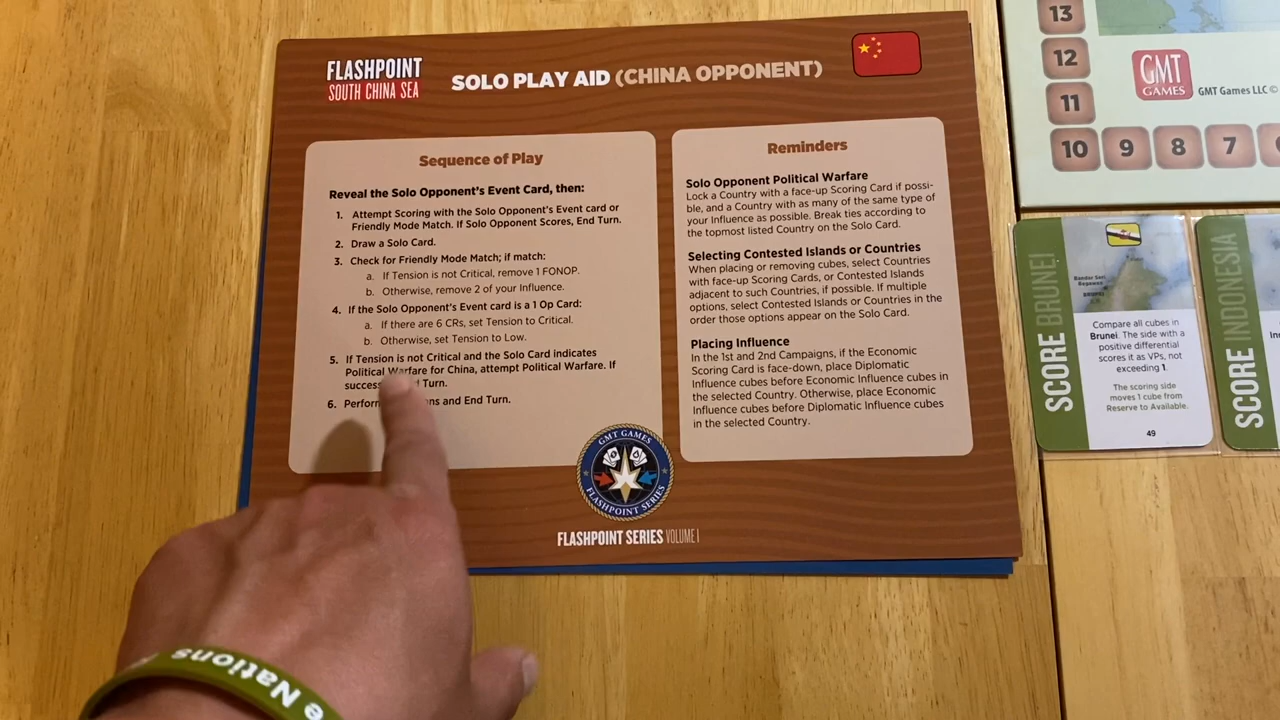 FLASHPOINT
SOUTH CHINA SEA
SOLO PLAY AID (CHINA OPPONENT)
Sequence of Play
Reveal the Solo Opponent's Event Card, then:
1. Attempt Scoring with the Solo Opponent's Event card or
Friendly Mode Match. If Solo Opponent Scores, End Turn.
2. Draw a Solo Card.
3. Check for Friendly Mode Match; if match:
a. If Tension is not Critical, remove 1 FONOP.
b. Otherwise, remove 2 of your Influence.
4. If the Solo Opponent's Event card is a 1 Op Card:
a. If there are 6 CRs, set Tension to Critical.
b. Otherwise, set Tension to Low.
5. If Tension is not Critical and the Solo Card indicates
Political Warfare for China, attempt Political Warfare. If
Turn.
6. and End Turn.
Reminders
Solo Opponent Political Warfare
Lock a Country with a face-up Scoring Card if possi-
ble, and a Country with as many of the same type of
your Influence as possible. Break ties according to
the topmost listed Country on the Solo Card.
Selecting Contested Islands or Countries
When placing or removing cubes, select Countries
with face-up Scoring Cards, or Contested Islands
adjacent to such Countries, if possible. If multiple
options, select Contested Islands or Countries in the
order those options appear on the Solo Card.
Placing Influence
In the 1st and 2nd Campaigns, if the Economic
Scoring Card is face-down, place Diplomatic
Influence cubes before Economic Influence cubes in
the selected Country. Otherwise, place Economic
Influence cubes before Diplomatic Influence cubes
in the selected Country.
GMT GAMES
FLASHPOINT SERIES
FLASHPOINT SERIES VOLUME I
13
12
11
10 9 8 7
GMT
GAMES
GMT Games LLC ©
SCORE BRUNEI
Bandar Seri
Begawan
BRUNEI
Compare all cubes in
Brunei. The side with a
positive differential
scores it as VPs, not
exceeding 1.
The scoring side
moves 1 cube from
Reserve to Available.
49
SCORE INDONESIA
e Nations